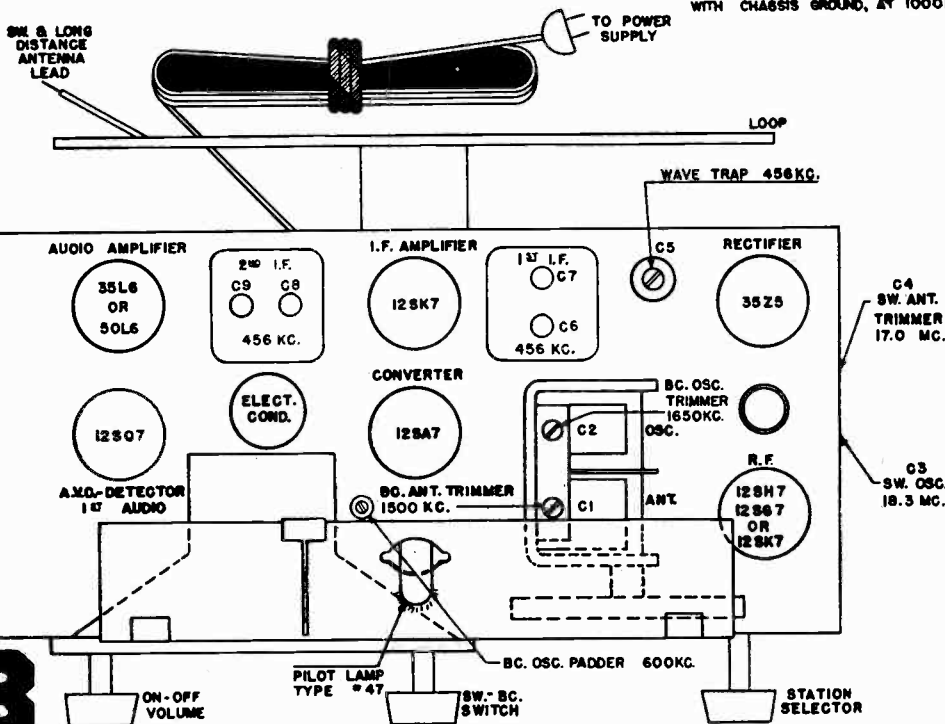 WITH CHASSIS GROUND, AT 1000
SW. & LONG
DISTANCE
ANTENNA
LEAD
TO POWER
SUPPLY
LOOP
WAVE TRAP 456KC.
AUDIO AMPLIFIER
35L6
OR
50L6
2ND I.F.
C9 C8
456 KC.
I.F. AMPLIFIER
12SK7
1ST I.F.
C7
C6
456 KC.
C5
RECTIFIER
35Z5
C4
SW. ANT.
TRIMMER
17.0 MC.
12SQ7
A.V.C.-DETECTOR
1ST AUDIO
ELECT.
COND.
CONVERTER
12SA7
BC. OSC.
TRIMMER
1650KC.
OSC.
C2
BC. ANT. TRIMMER
1500 KC.
C1
ANT.
R.F.
12SH7
12SG7
OR
12SK7
C3
SW. OSC.
18.3 MC.
PILOT LAMP
TYPE #47
BC. OSC. PADDER 600KC.
ON-OFF
VOLUME
SW.-BC.
SWITCH
STATION
SELECTOR